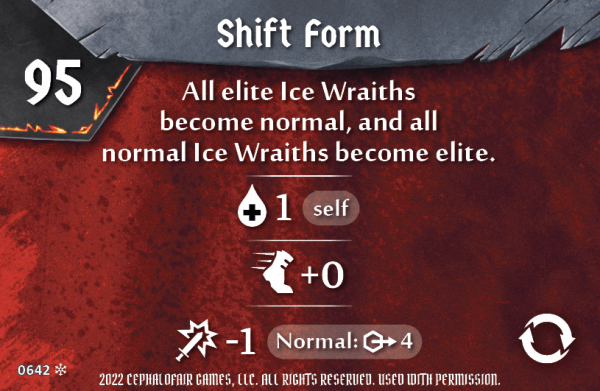 Shift Form
95
All elite Ice Wraiths
become normal, and all
normal Ice Wraiths become elite.
1 self
+0
-1 Normal: 4
0642
2022 CEPHALOFAIR GAMES, LLC. ALL RIGHTS RESERVED. USED WITH PERMISSION.